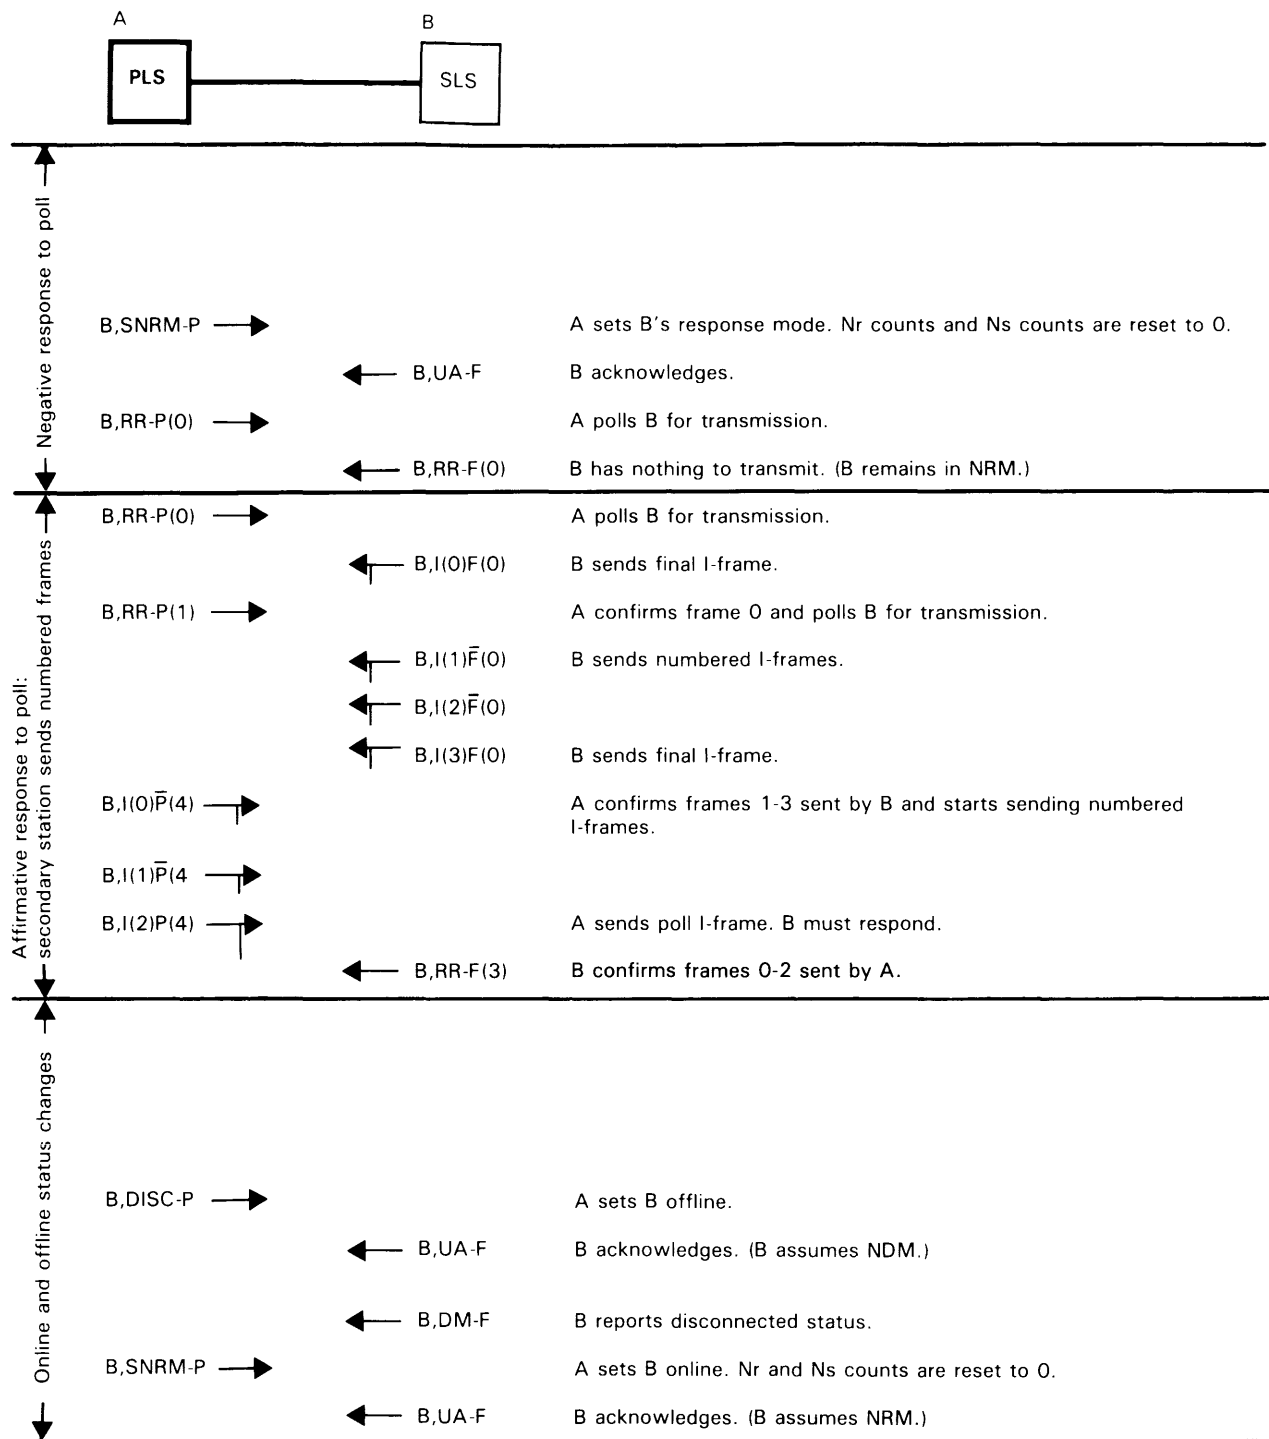 A
B
PLS
SLS
Negative response to poll
B,SNRM-P
A sets B's response mode. Nr counts and Ns counts are reset to 0.
B,UA-F
B acknowledges.
B,RR-P(0)
A polls B for transmission.
B,RR-F(0)
B has nothing to transmit. (B remains in NRM.)
Affirmative response to poll:
secondary station sends numbered frames
B,RR-P(0)
A polls B for transmission.
B,I(0)F(0)
B sends final I-frame.
B,RR-P(1)
A confirms frame 0 and polls B for transmission.
B,I(1)F̅(0)
B sends numbered I-frames.
B,I(2)F̅(0)
B,I(3)F(0)
B sends final I-frame.
B,I(0)P̅(4)
A confirms frames 1-3 sent by B and starts sending numbered
I-frames.
B,I(1)P̅(4
B,I(2)P(4)
A sends poll I-frame. B must respond.
B,RR-F(3)
B confirms frames 0-2 sent by A.
Online and offline status changes
B,DISC-P
A sets B offline.
B,UA-F
B acknowledges. (B assumes NDM.)
B,DM-F
B reports disconnected status.
B,SNRM-P
A sets B online. Nr and Ns counts are reset to 0.
B,UA-F
B acknowledges. (B assumes NRM.)